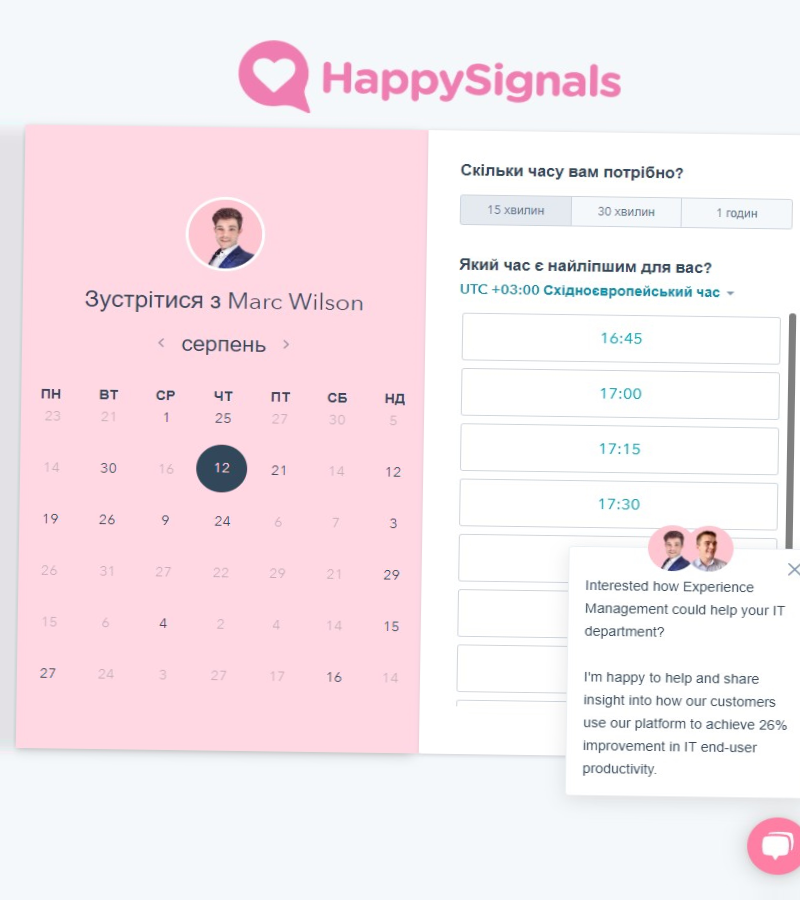 HappySignals
Зустрітися з Marc Wilson
серпень
ПН ВТ СР ЧТ ПТ СБ НД
23 21 1 25 27 30 5
14 30 16 12 21 14 12
19 26 9 24 6 7 3
26 31 27 22 29 21 29
15 6 4 2 4 14 15
27 24 3 27 17 16 14
Скільки часу вам потрібно?
15 хвилин 30 хвилин 1 годин
Який час є найліпшим для вас?
UTC +03:00 Східноєвропейський час
16:45
17:00
17:15
17:30
Interested how Experience
Management could help your IT
department?
I'm happy to help and share
insight into how our customers
use our platform to achieve 26%
improvement in IT end-user
productivity.